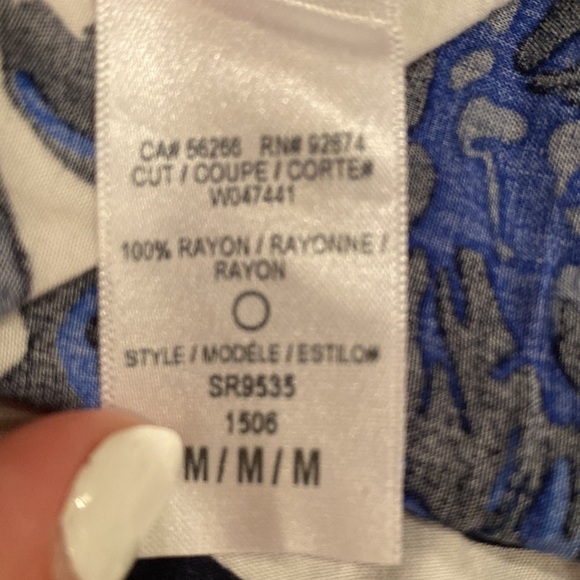 CA# 56266 RN# 92874
CUT / COUPE / CORTE#
W047441
100% RAYON / RAYONNE /
RAYON
STYLE / MODÈLE / ESTILO#
SR9535
1506
M / M / M